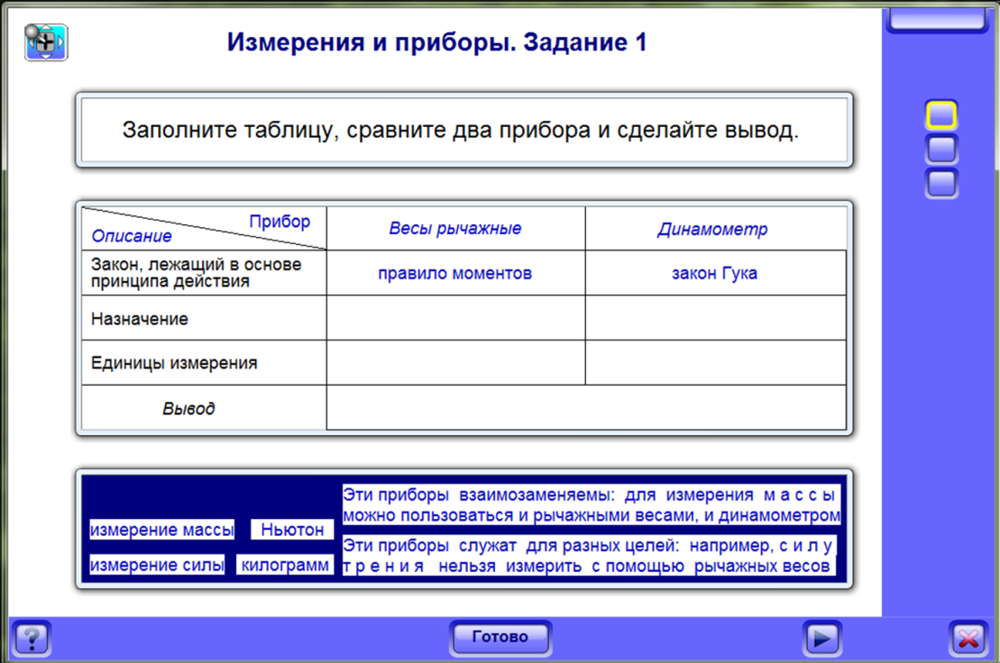 Измерения и приборы. Задание 1
Заполните таблицу, сравните два прибора и сделайте вывод.
Прибор
Описание
Весы рычажные
Динамометр
Закон, лежащий в основе
принципа действия
правило моментов
закон Гука
Назначение
Единицы измерения
Вывод
измерение массы
Ньютон
измерение силы
килограмм
Эти приборы взаимозаменяемы: для измерения м а с с ы
можно пользоваться и рычажными весами, и динамометром
Эти приборы служат для разных целей: например, с и л у
т р е н и я нельзя измерить с помощью рычажных весов
?
Готово